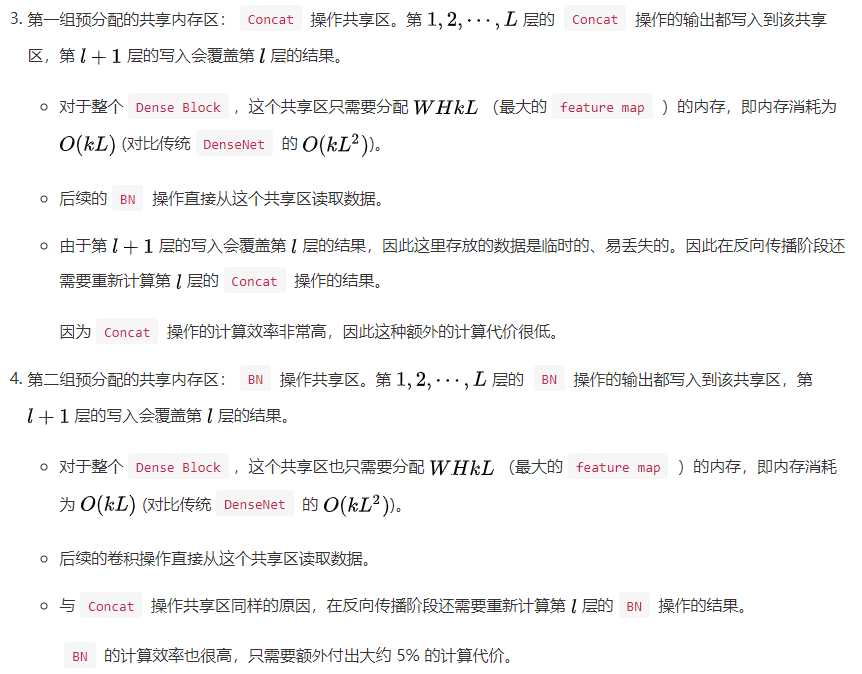 3. 第一组预分配的共享内存区： Concat 操作共享区。第 1, 2, ⋯, L 层的 Concat 操作的输出都写入到该共享
区，第 l + 1 层的写入会覆盖第 l 层的结果。
○ 对于整个 Dense Block ，这个共享区只需要分配 WHkL （最大的 feature map ）的内存，即内存消耗为
O(kL) (对比传统 DenseNet 的 O(kL²))。
○ 后续的 BN 操作直接从这个共享区读取数据。
○ 由于第 l + 1 层的写入会覆盖第 l 层的结果，因此这里存放的数据是临时的、易丢失的。因此在反向传播阶段还
需要重新计算第 l 层的 Concat 操作的结果。
因为 Concat 操作的计算效率非常高，因此这种额外的计算代价很低。
4. 第二组预分配的共享内存区： BN 操作共享区。第 1, 2, ⋯, L 层的 BN 操作的输出都写入到该共享区，第
l + 1 层的写入会覆盖第 l 层的结果。
○ 对于整个 Dense Block ，这个共享区也只需要分配 WHkL （最大的 feature map ）的内存，即内存消耗
为 O(kL) (对比传统 DenseNet 的 O(kL²))。
○ 后续的卷积操作直接从这个共享区读取数据。
○ 与 Concat 操作共享区同样的原因，在反向传播阶段还需要重新计算第 l 层的 BN 操作的结果。
BN 的计算效率也很高，只需要额外付出大约 5% 的计算代价。